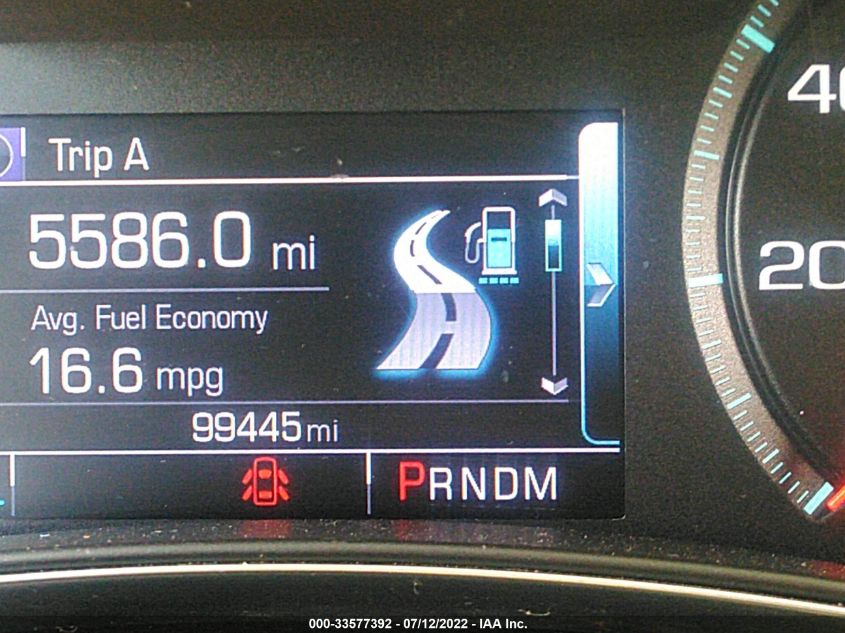 Trip A
5586.0 mi
Avg. Fuel Economy
16.6 mpg
99445 mi
PRNDM
20
000-33577392 - 07/12/2022 - IAA Inc.